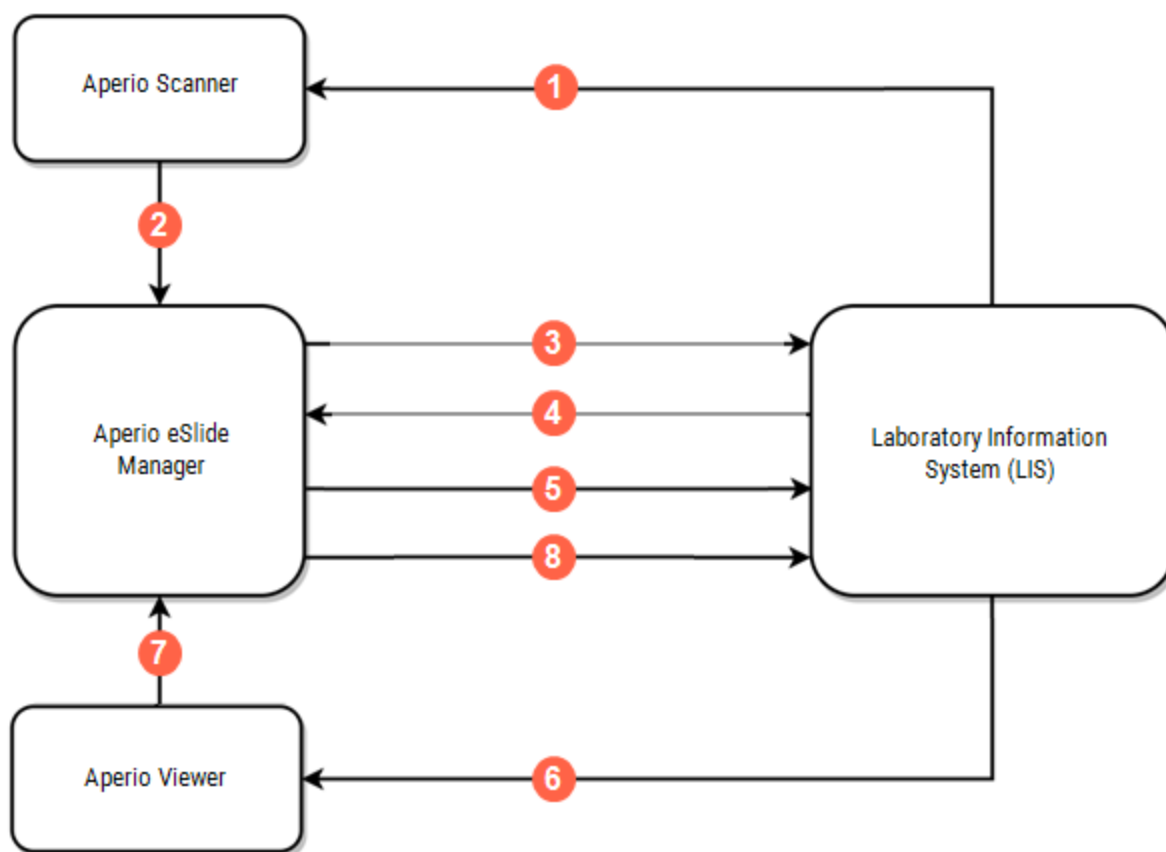 Aperio Scanner
1
2
3
Aperio eSlide
Manager
4
Laboratory Information
System (LIS)
5
8
7
Aperio Viewer
6